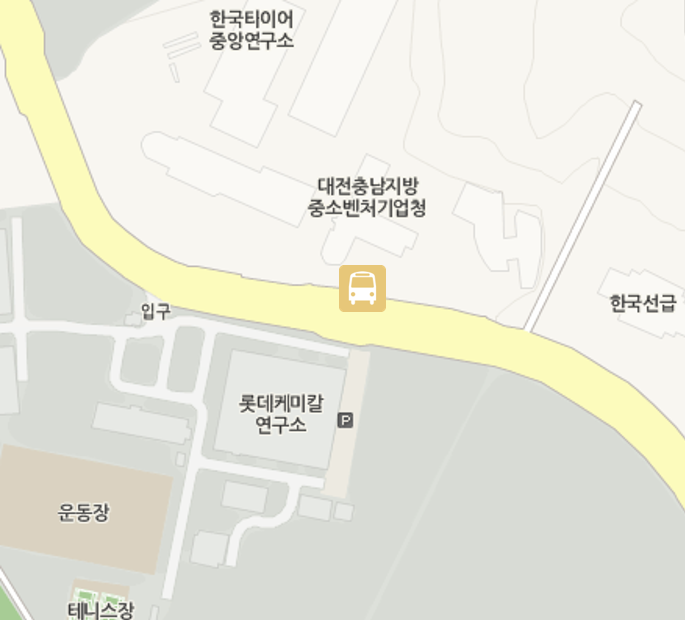 한국티이어
중앙연구소
대전충남지방
중소벤처기업청
한국선급
입구
롯데케미칼
연구소
P
운동장
테니스장